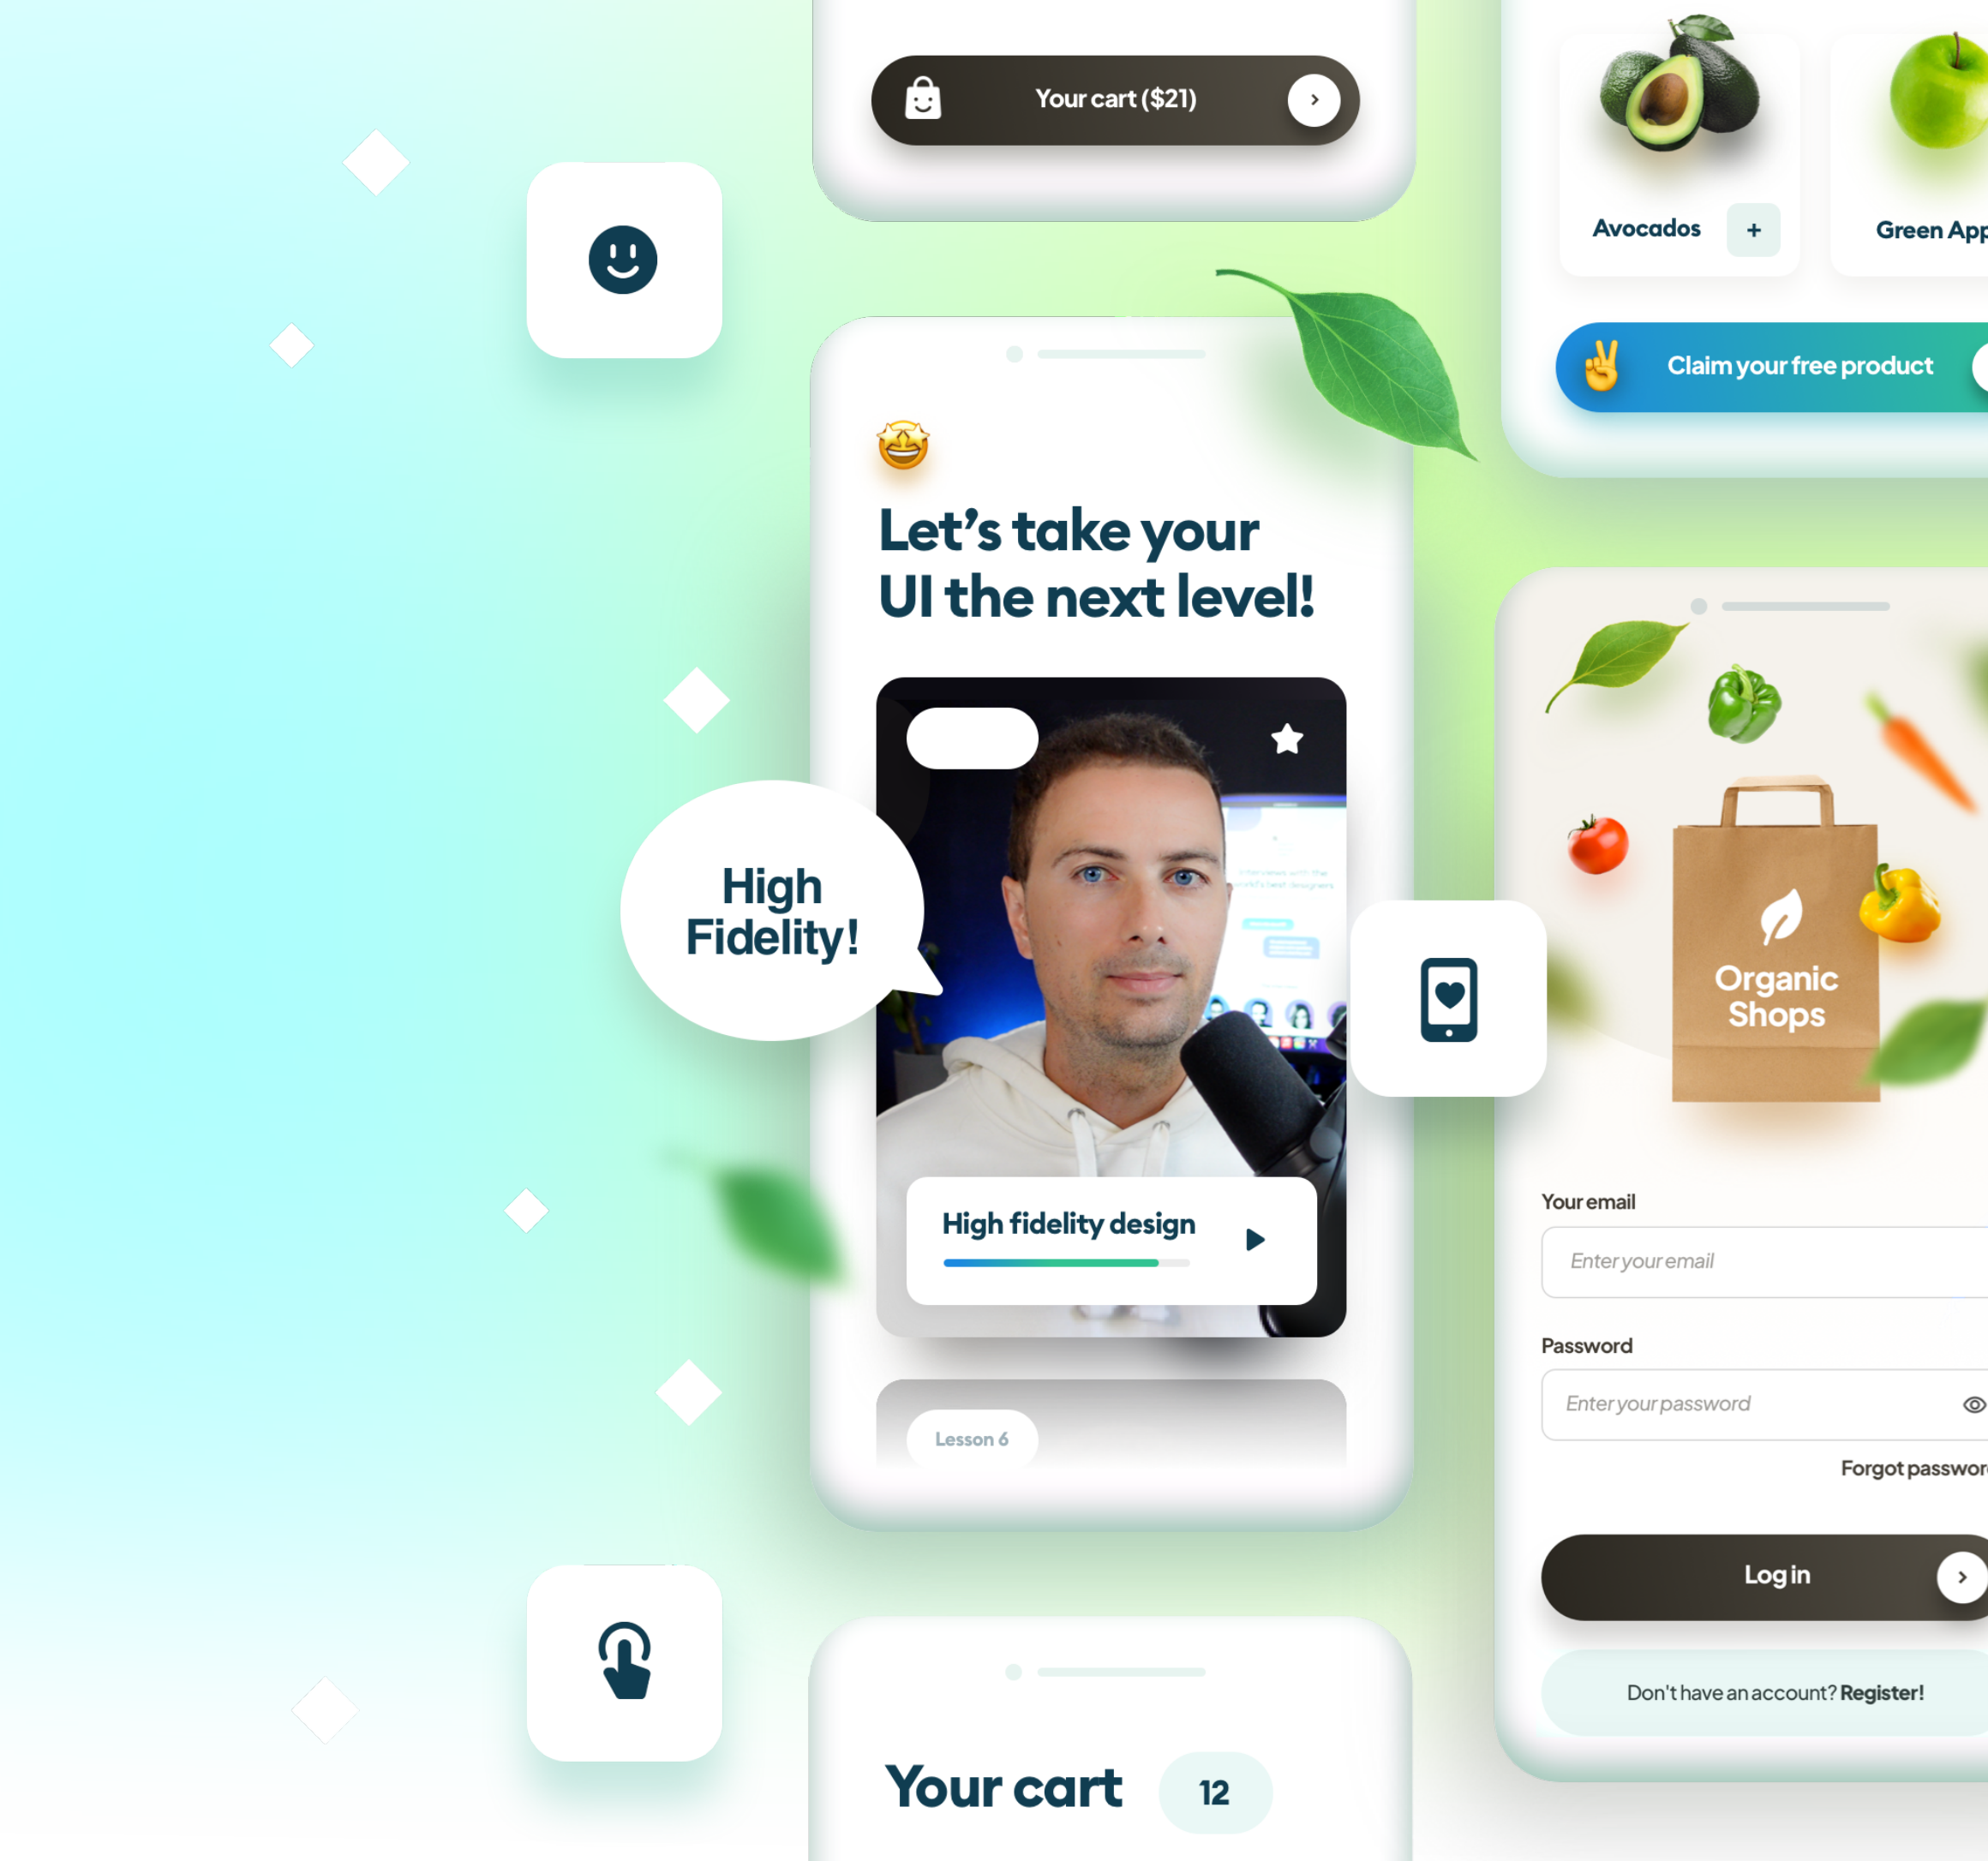 Your cart ($21)
Avocados
+
Green App
Claim your free product
Let's take your
UI the next level!
High
Fidelity!
High fidelity design
Lesson 6
Organic
Shops
Your email
Enter your email
Password
Enter your password
Forgot passwor
Log in
Don't have an account? Register!
Your cart
12